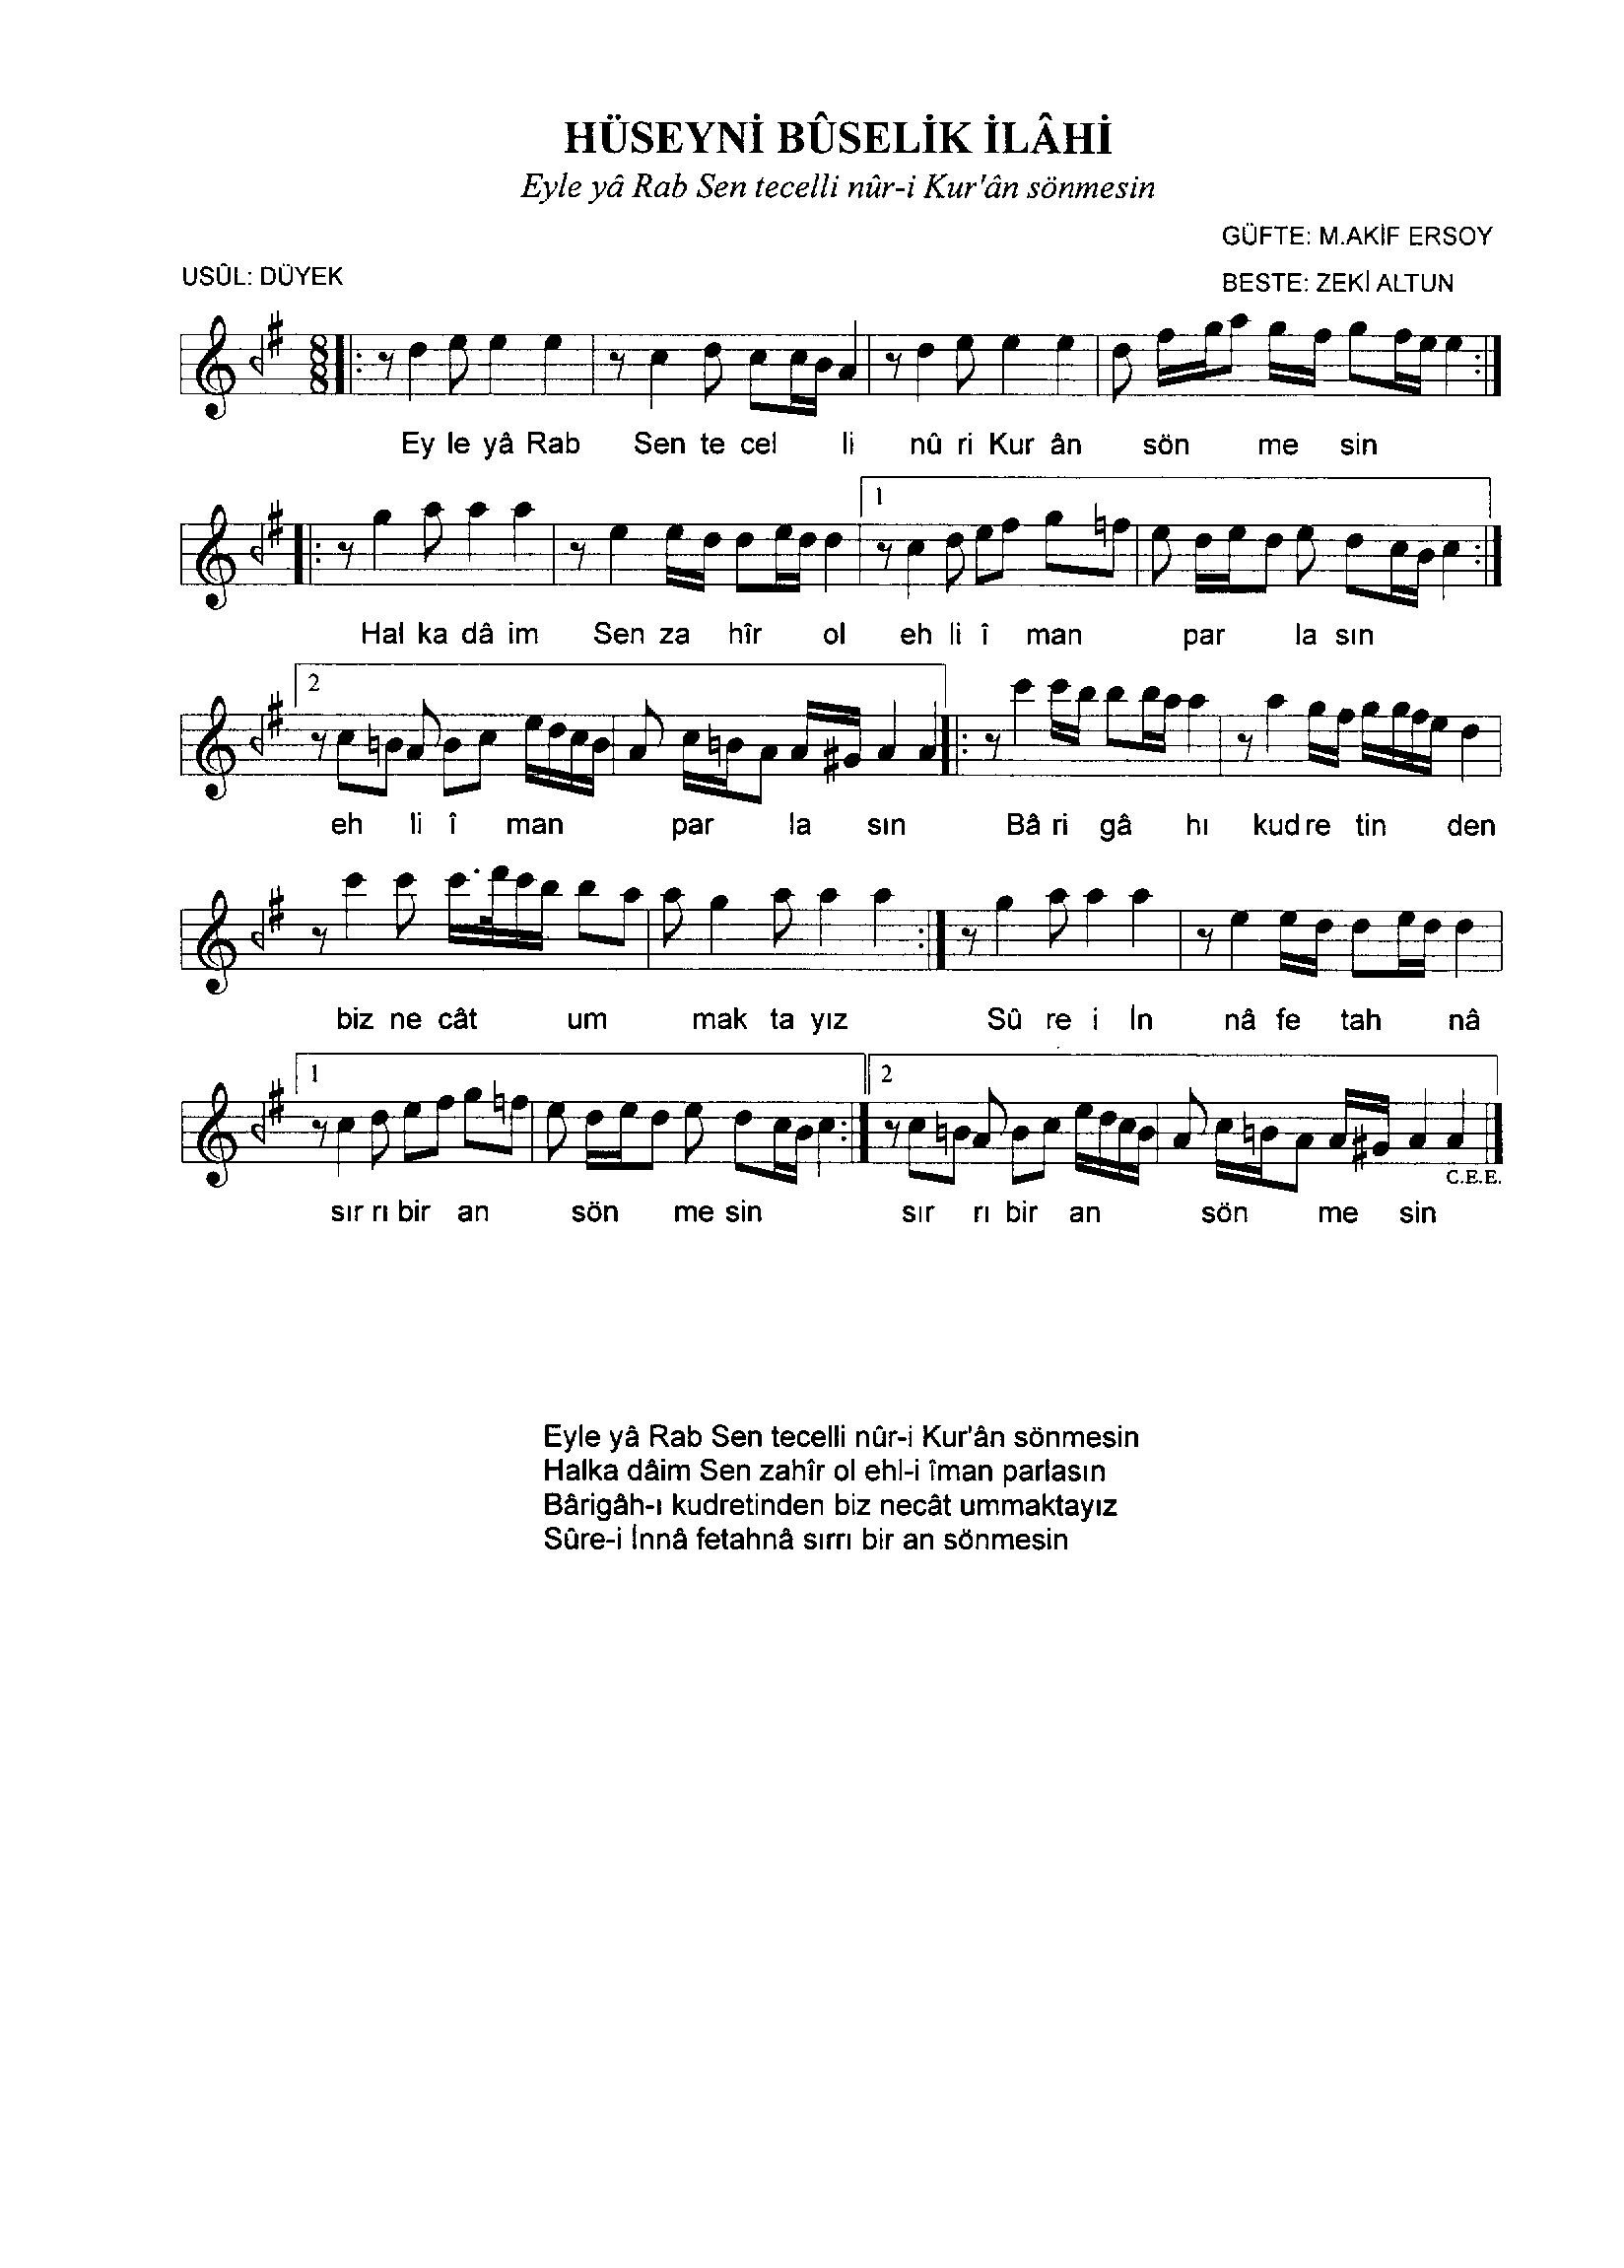 HÜSEYNİ BÛSELİK İLÂHİ
Eyle yâ Rab Sen tecelli nûr-i Kur'ân sönmesin
GÜFTE: M.AKİF ERSOY
USÛL: DÜYEK
BESTE: ZEKİ ALTUN
8
8
Ey le yâ Rab Sen te cel li nû ri Kur ân sön me sin
1
Hal ka dâ im Sen za hîr ol eh li î man par la sın
2
eh li î man par la sın Bâ ri gâ hı kud re tin den
biz ne cât um mak ta yız Sû re i İn nâ fe tah nâ
1 2
C.E.E.
sır rı bir an sön me sin sır rı bir an sön me sin
Eyle yâ Rab Sen tecelli nûr-i Kur'ân sönmesin
Halka dâim Sen zahîr ol ehl-i îman parlasın
Bârigâh-ı kudretinden biz necât ummaktayız
Sûre-i İnnâ fetahnâ sırrı bir an sönmesin